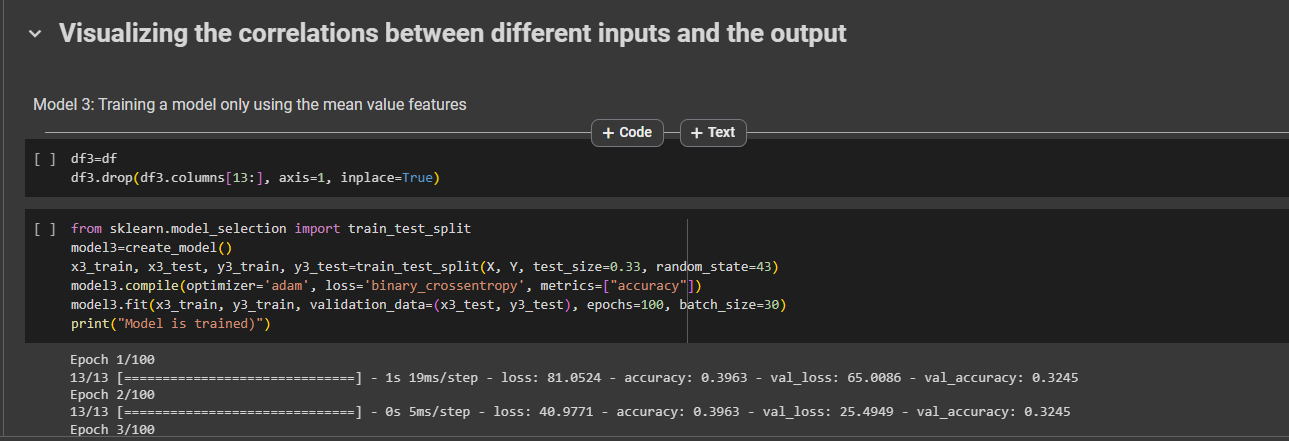 Visualizing the correlations between different inputs and the output
Model 3: Training a model only using the mean value features
+ Code + Text
[ ] df3=df
df3.drop(df3.columns[13:], axis=1, inplace=True)
[ ] from sklearn.model_selection import train_test_split
model3=create_model()
x3_train, x3_test, y3_train, y3_test=train_test_split(X, Y, test_size=0.33, random_state=43)
model3.compile(optimizer='adam', loss='binary_crossentropy', metrics=["accuracy"])
model3.fit(x3_train, y3_train, validation_data=(x3_test, y3_test), epochs=100, batch_size=30)
print("Model is trained)")
Epoch 1/100
13/13 [==============================] - 1s 19ms/step - loss: 81.0524 - accuracy: 0.3963 - val_loss: 65.0086 - val_accuracy: 0.3245
Epoch 2/100
13/13 [==============================] - 0s 5ms/step - loss: 40.9771 - accuracy: 0.3963 - val_loss: 25.4949 - val_accuracy: 0.3245
Epoch 3/100